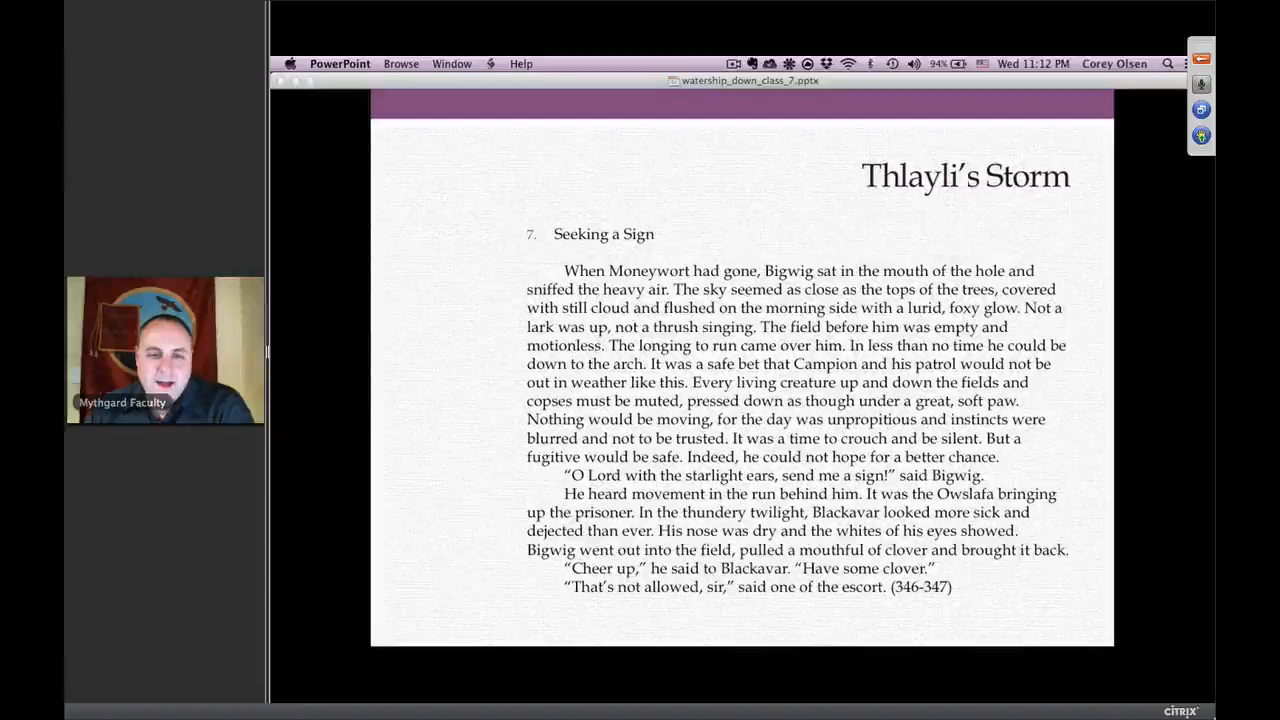 PowerPoint Browse Window Help 94% Wed 11:12 PM Corey Olsen
watership_down_class_7.pptx
Thlayli's Storm
7. Seeking a Sign
When Moneywort had gone, Bigwig sat in the mouth of the hole and
sniffed the heavy air. The sky seemed as close as the tops of the trees, covered
with still cloud and flushed on the morning side with a lurid, foxy glow. Not a
lark was up, not a thrush singing. The field before him was empty and
motionless. The longing to run came over him. In less than no time he could be
down to the arch. It was a safe bet that Campion and his patrol would not be
out in weather like this. Every living creature up and down the fields and
copses must be muted, pressed down as though under a great, soft paw.
Nothing would be moving, for the day was unpropitious and instincts were
blurred and not to be trusted. It was a time to crouch and be silent. But a
fugitive would be safe. Indeed, he could not hope for a better chance.
“O Lord with the starlight ears, send me a sign!” said Bigwig.
He heard movement in the run behind him. It was the Owslafa bringing
up the prisoner. In the thundery twilight, Blackavar looked more sick and
dejected than ever. His nose was dry and the whites of his eyes showed.
Bigwig went out into the field, pulled a mouthful of clover and brought it back.
“Cheer up,” he said to Blackavar. “Have some clover.”
“That’s not allowed, sir,” said one of the escort. (346-347)
Mythgard Faculty
CITRIX